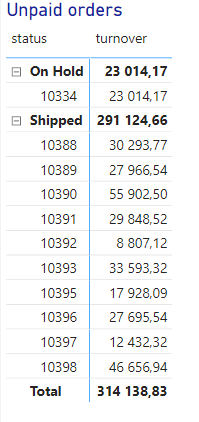 Unpaid orders
status turnover
On Hold 23 014,17
10334 23 014,17
Shipped 291 124,66
10388 30 293,77
10389 27 966,54
10390 55 902,50
10391 29 848,52
10392 8 807,12
10393 33 593,32
10395 17 928,09
10396 27 695,54
10397 12 432,32
10398 46 656,94
Total 314 138,83